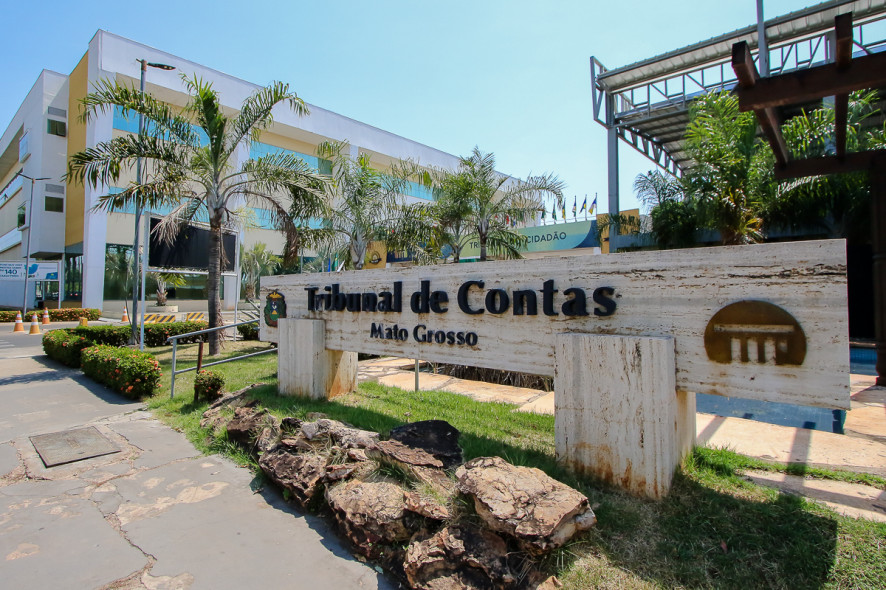 Tribunal de Contas
Mato Grosso
CIDADÃO
140